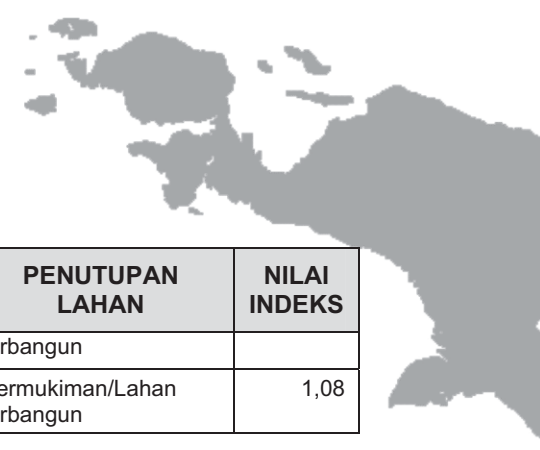 PENUTUPAN
LAHAN
NILAI
INDEKS
rbangun
ermukiman/Lahan
1,08
rbangun